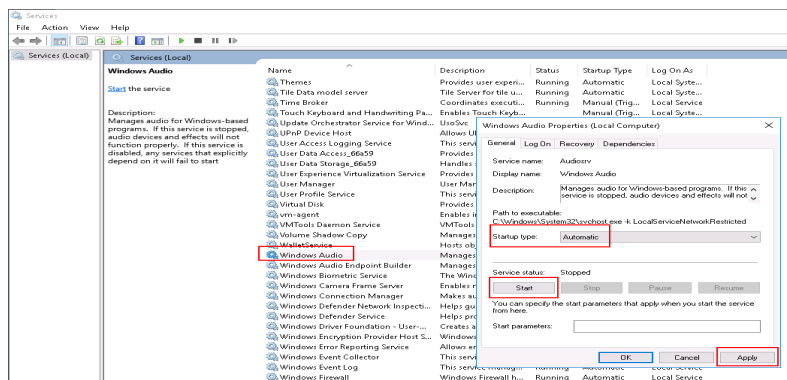 Services
File Action View Help
Services (Local)
Services (Local)
Windows Audio
Start the service
Description:
Manages audio for Windows-based
programs. If this service is stopped,
audio devices and effects will not
function properly. If this service is
disabled, any services that explicitly
depend on it will fail to start
Name Description Status Startup Type Log On As
Themes Provides user experi... Running Automatic Local Syste...
Tile Data model server Tile Server for tile u... Running Automatic Local Syste...
Time Broker Coordinates executi... Running Manual (Trig... Local Service
Touch Keyboard and Handwriting Pa... Enables Touch Keyb... Manual (Trig... Local Syste...
Update Orchestrator Service for Wind... UsoSvc
UPnP Device Host Allows U
User Access Logging Service This servi
User Data Access_66a59 Provides
User Data Storage_66a59 Handles
User Experience Virtualization Service Provides
User Manager User Man
User Profile Service This servi
Virtual Disk Provides
vm-agent Enables i
VMTools Daemon Service VMTools
Volume Shadow Copy Manages
WalletService Hosts ob
Windows Audio Manages
Windows Audio Endpoint Builder Manages
Windows Biometric Service The Winc
Windows Camera Frame Server Enables r
Windows Connection Manager Makes au
Windows Defender Network Inspecti... Helps gu
Windows Defender Service Helps pro
Windows Driver Foundation - User-... Creates a
Windows Encryption Provider Host S... Windows
Windows Error Reporting Service Allows er
Windows Event Collector This servi
Windows Event Log This service manag... Running Automatic Local Service
Windows Firewall Windows Firewall h... Running Automatic Local Service
Windows Audio Properties (Local Computer)
General Log On Recovery Dependencies
Service name: Audiosrv
Display name: Windows Audio
Description: Manages audio for Windows-based programs. If this
service is stopped, audio devices and effects will not
Path to executable:
C:\Windows\System32\svchost.exe -k LocalServiceNetworkRestricted
Startup type: Automatic
Service status: Stopped
Start Stop Pause Resume
You can specify the start parameters that apply when you start the service
from here.
Start parameters:
OK Cancel Apply